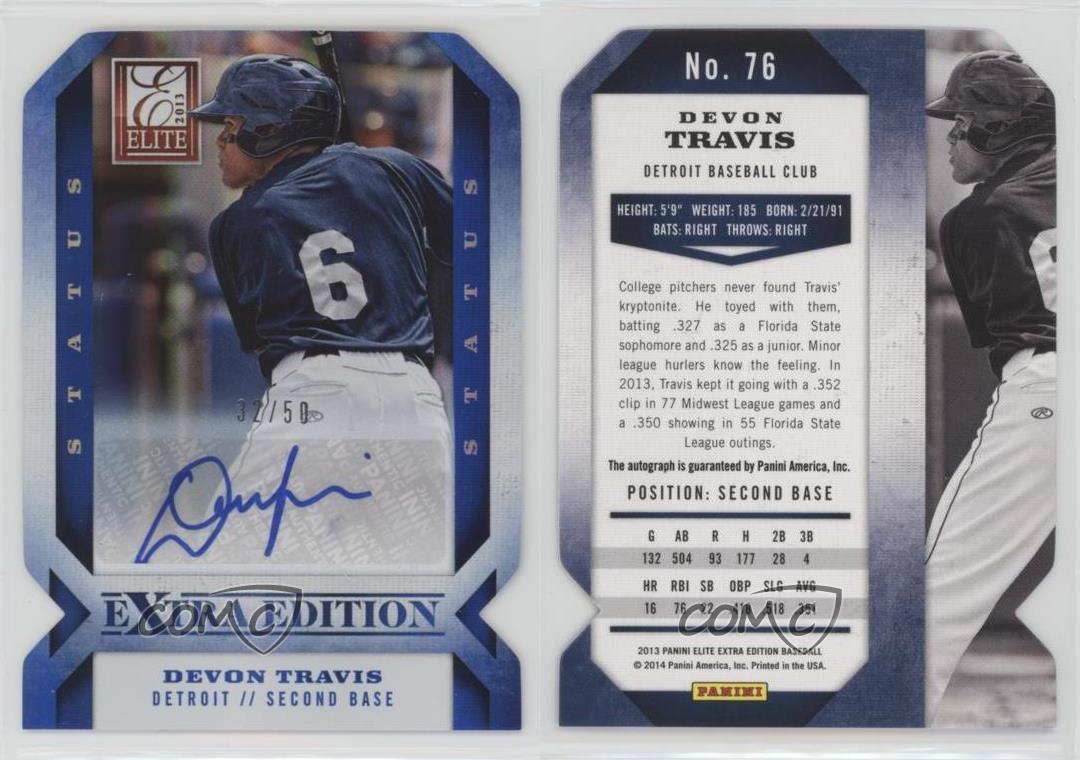 E
2013
ELITE
STATUS
STATUS
6
32/50
EXTRA EDITION
DEVON TRAVIS
DETROIT // SECOND BASE
COMC
No. 76
DEVON
TRAVIS
DETROIT BASEBALL CLUB
HEIGHT: 5'9" WEIGHT: 185 BORN: 2/21/91
BATS: RIGHT THROWS: RIGHT
College pitchers never found Travis'
kryptonite. He toyed with them,
batting .327 as a Florida State
sophomore and .325 as a junior. Minor
league hurlers know the feeling. In
2013, Travis kept it going with a .352
clip in 77 Midwest League games and
a .350 showing in 55 Florida State
League outings.
The autograph is guaranteed by Panini America, Inc.
POSITION: SECOND BASE
G AB R H 2B 3B
132 504 93 177 28 4
HR RBI SB OBP SLG AVG
16 76 22 .418 .518 .351
COMC
2013 PANINI ELITE EXTRA EDITION BASEBALL
© 2014 Panini America, Inc. Printed in the USA.
PANINI